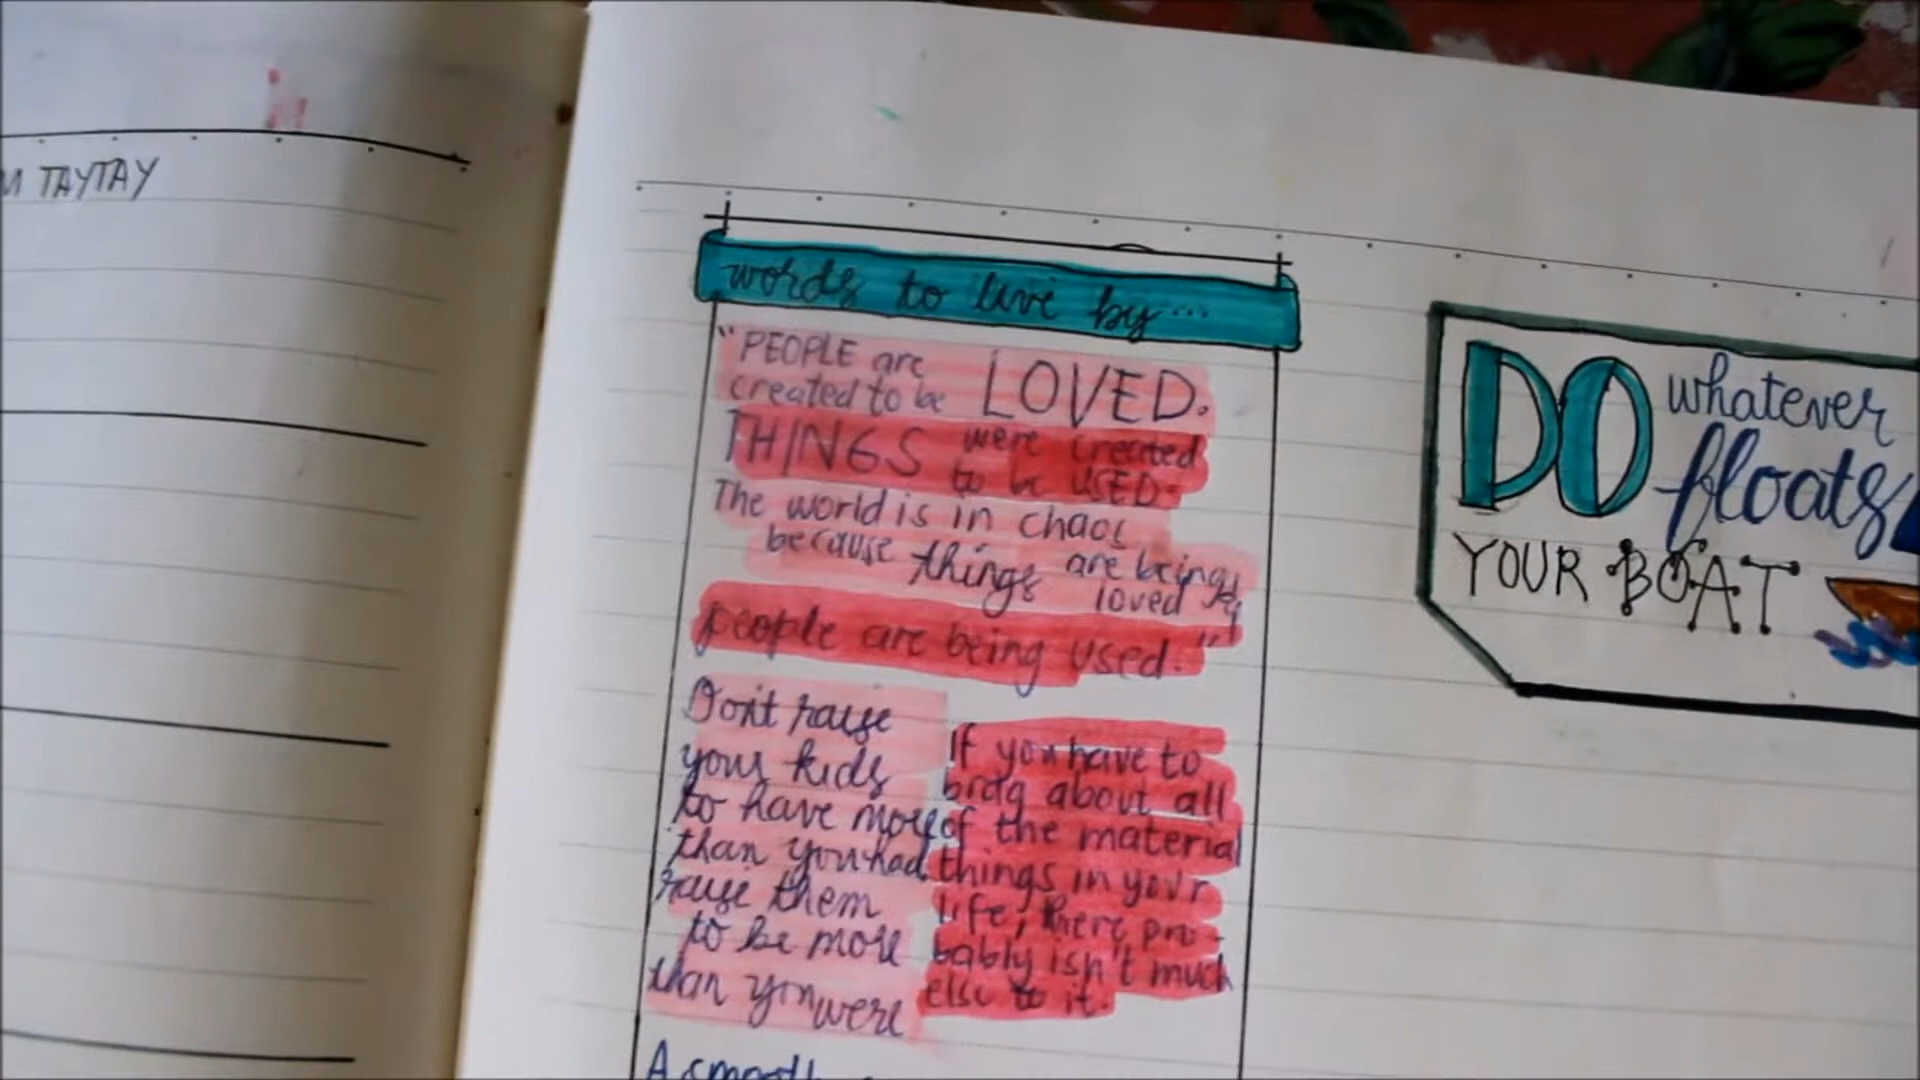 M TAYTAY
words to live by...
"PEOPLE are
created to be LOVED.
THINGS were created
to be USED.
The world is in chaos
because things are being
loved &
people are being used."
Don't raise
your kids
to have more
than you had,
raise them
to be more
than you were
If you have to
brag about all
of the material
things in your
life, there pro-
bably isn't much
else to it.
A smooth
DO whatever
floats
YOUR BOAT